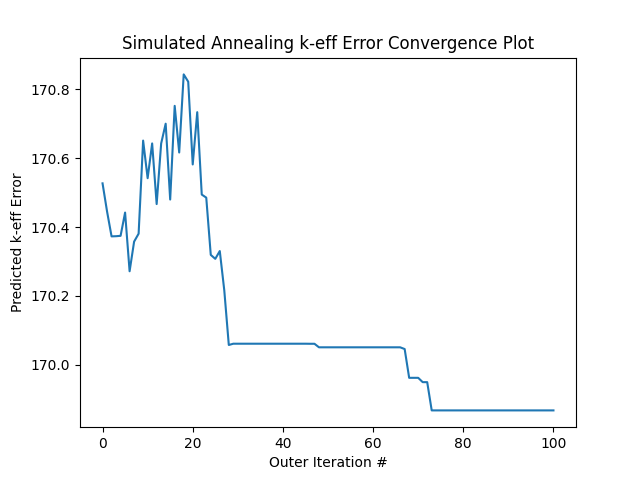 Simulated Annealing k-eff Error Convergence Plot
Predicted k-eff Error
170.8
170.6
170.4
170.2
170.0
0 20 40 60 80 100
Outer Iteration #